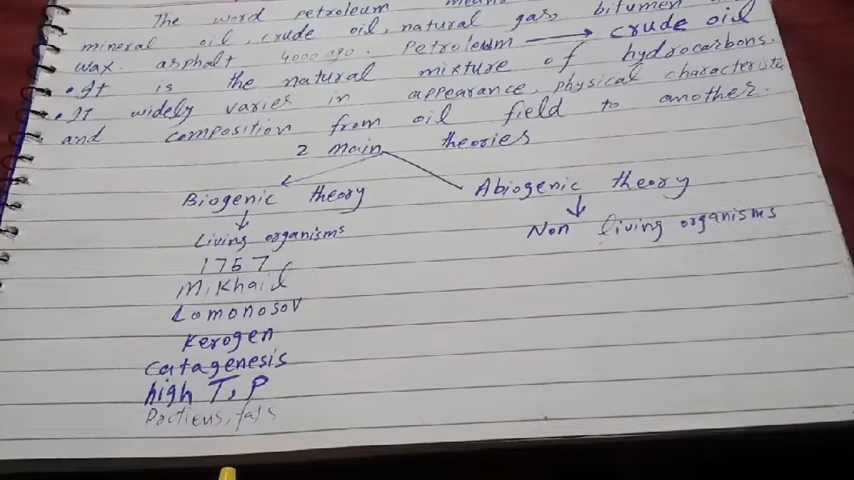 The word petroleum means
mineral oil, crude oil, natural gas, bitumen
wax. asphalt 4000 ago. Petroleum → crude oil
• It is the natural mixture of hydrocarbons.
• It widely varies in appearance, physical characteristics
and composition from oil field to another.
2 main theories
Biogenic theory
Abiogenic theory
Living organisms
Non living organisms
1757
Mikhail
Lomonosov
Kerogen
Catagenesis
high T, P
fats